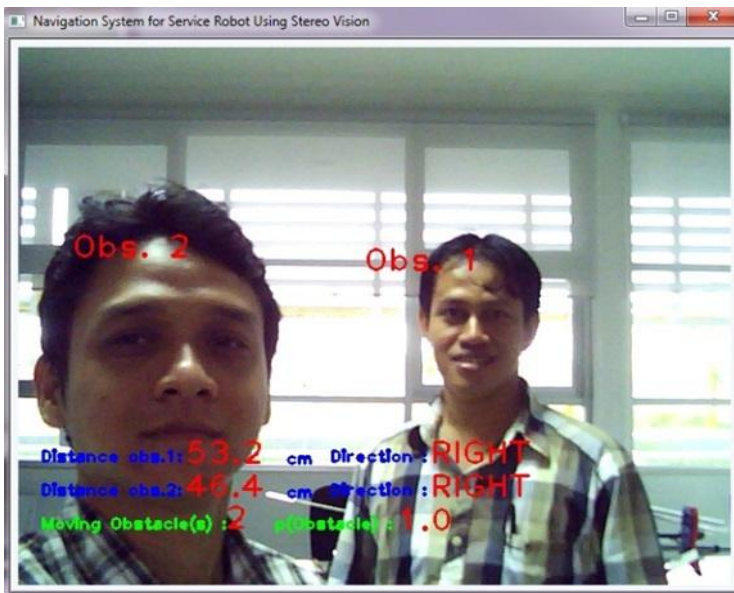 Navigation System for Service Robot Using Stereo Vision
Obs. 2 Obs. 1
Distance obs.1: 53.2 cm Direction : RIGHT
Distance obs.2: 46.4 cm Direction : RIGHT
Moving Obstacle(s) : 2 p(Obstacle) : 1.0